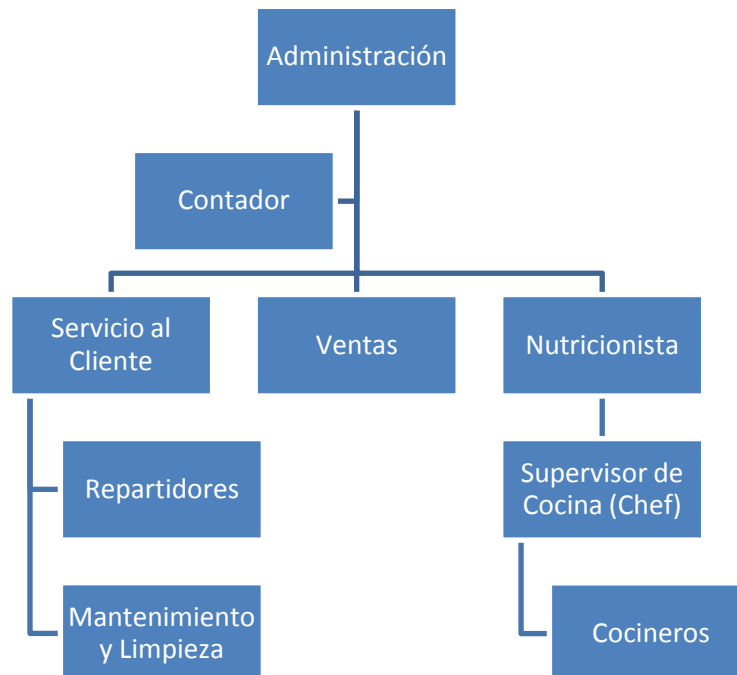 Administración
Contador
Servicio al
Cliente
Ventas
Nutricionista
Repartidores
Supervisor de
Cocina (Chef)
Mantenimiento
y Limpieza
Cocineros